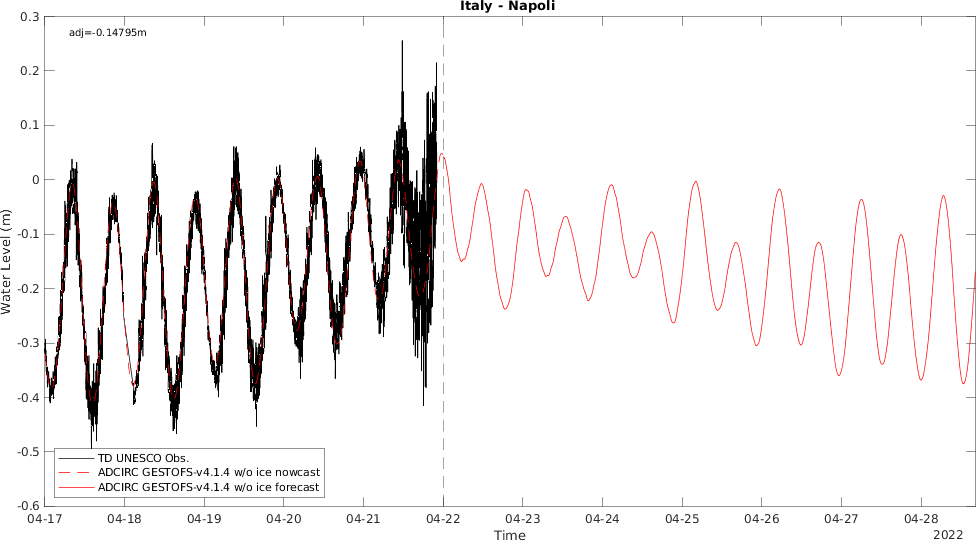 Italy - Napoli
adj=-0.14795m
0.3
0.2
0.1
0
-0.1
-0.2
-0.3
-0.4
-0.5
-0.6
Water Level (m)
TD UNESCO Obs.
ADCIRC GESTOFS-v4.1.4 w/o ice nowcast
ADCIRC GESTOFS-v4.1.4 w/o ice forecast
04-17 04-18 04-19 04-20 04-21 04-22 04-23 04-24 04-25 04-26 04-27 04-28
Time
2022